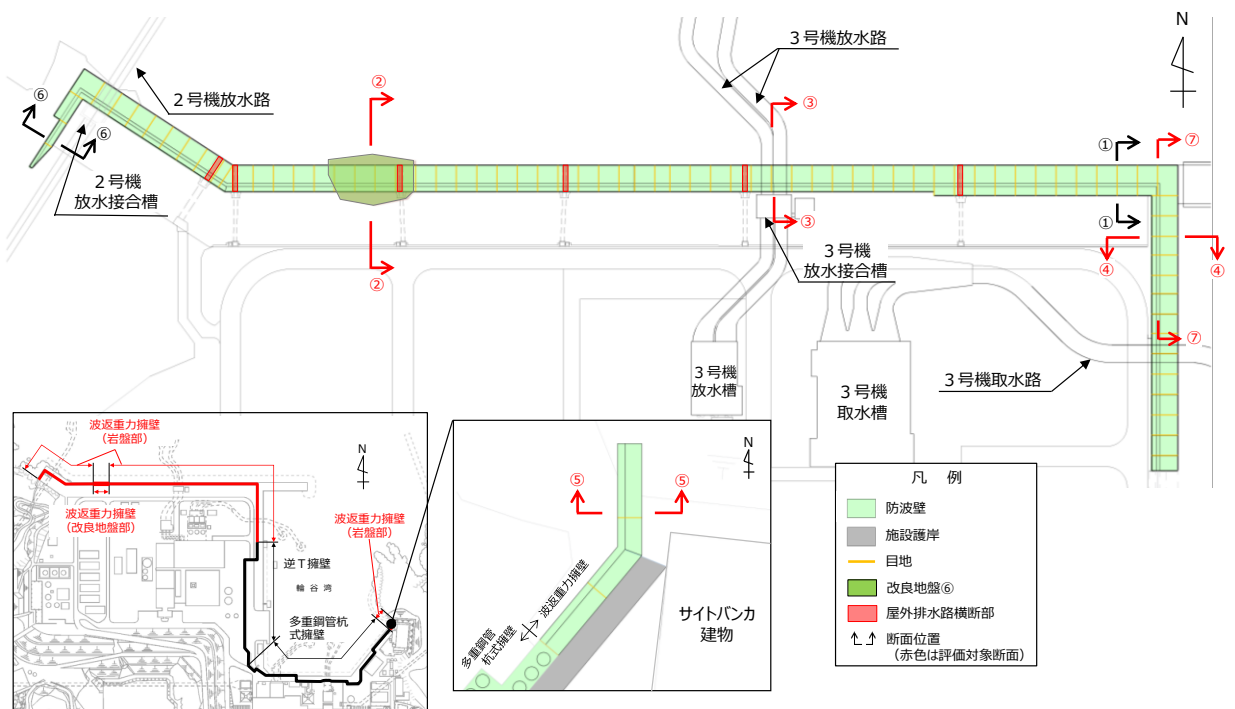 N
3号機放水路
2号機放水路
⑥
⑥
2号機
放水接合槽
②
②
③
③
3号機
放水接合槽
①
①
⑦
⑦
④
④
3号機
放水槽
3号機
取水槽
3号機取水路
波返重力擁壁
(岩盤部)
N
波返重力擁壁
(改良地盤部)
波返重力擁壁
(岩盤部)
逆T擁壁
輪谷湾
多重鋼管杭
式擁壁
N
⑤
⑤
波返重力擁壁
多重鋼管
杭式擁壁
サイトバンカ
建物
凡 例
防波壁
施設護岸
目地
改良地盤⑥
屋外排水路横断部
断面位置
(赤色は評価対象断面)